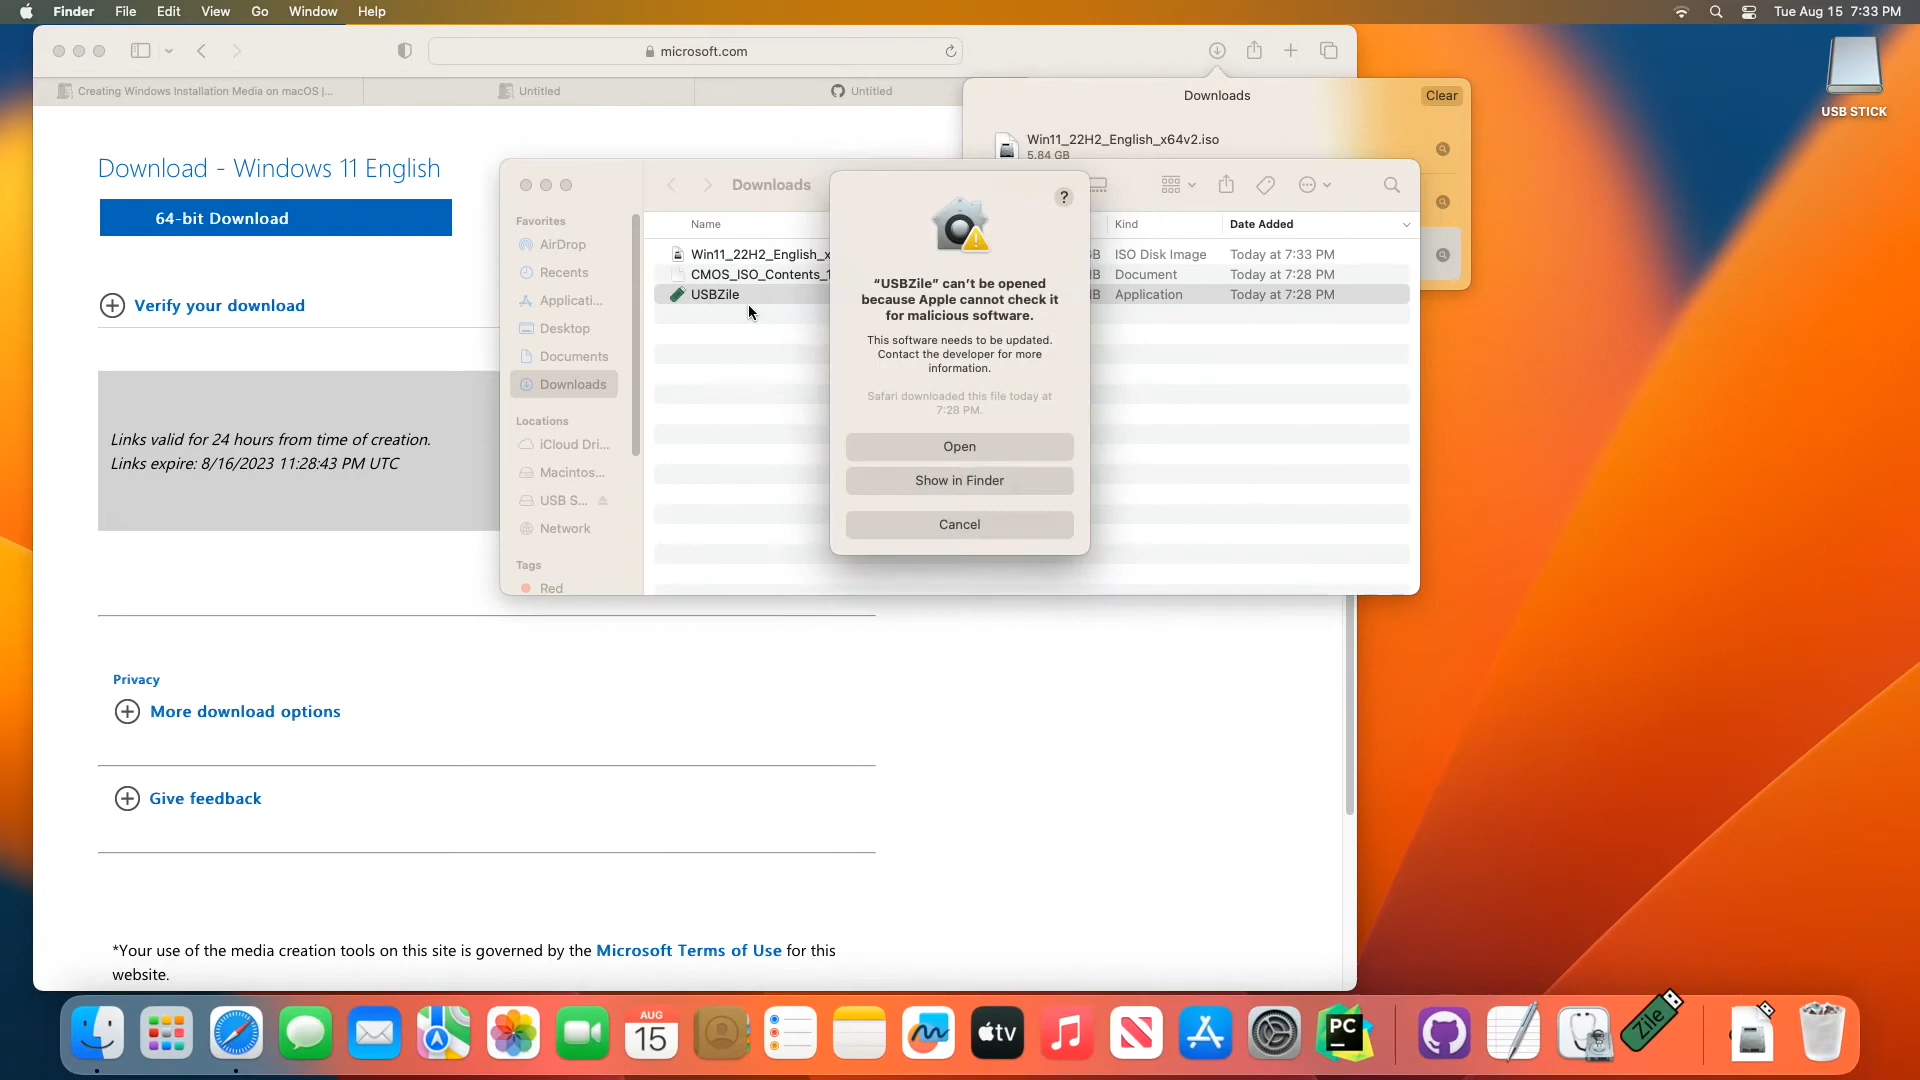 Finder File Edit View Go Window Help
Tue Aug 15 7:33 PM
microsoft.com
Creating Windows Installation Media on macOS |...
Untitled
Untitled
Downloads
Clear
Win11_22H2_English_x64v2.iso
5.84 GB
USB STICK
Download - Windows 11 English
64-bit Download
Verify your download
Links valid for 24 hours from time of creation.
Links expire: 8/16/2023 11:28:43 PM UTC
Privacy
More download options
Give feedback
*Your use of the media creation tools on this site is governed by the Microsoft Terms of Use for this
website.
Favorites
AirDrop
Recents
Applicati...
Desktop
Documents
Downloads
Locations
iCloud Dri...
Macintos...
USB S...
Network
Tags
Red
Downloads
Name
Kind
Date Added
Win11_22H2_English_x
ISO Disk Image
Today at 7:33 PM
CMOS_ISO_Contents_1
Document
Today at 7:28 PM
USBZile
Application
Today at 7:28 PM
?
“USBZile” can’t be opened
because Apple cannot check it
for malicious software.
This software needs to be updated.
Contact the developer for more
information.
Safari downloaded this file today at
7:28 PM.
Open
Show in Finder
Cancel
AUG
15
tv
PC
Zile